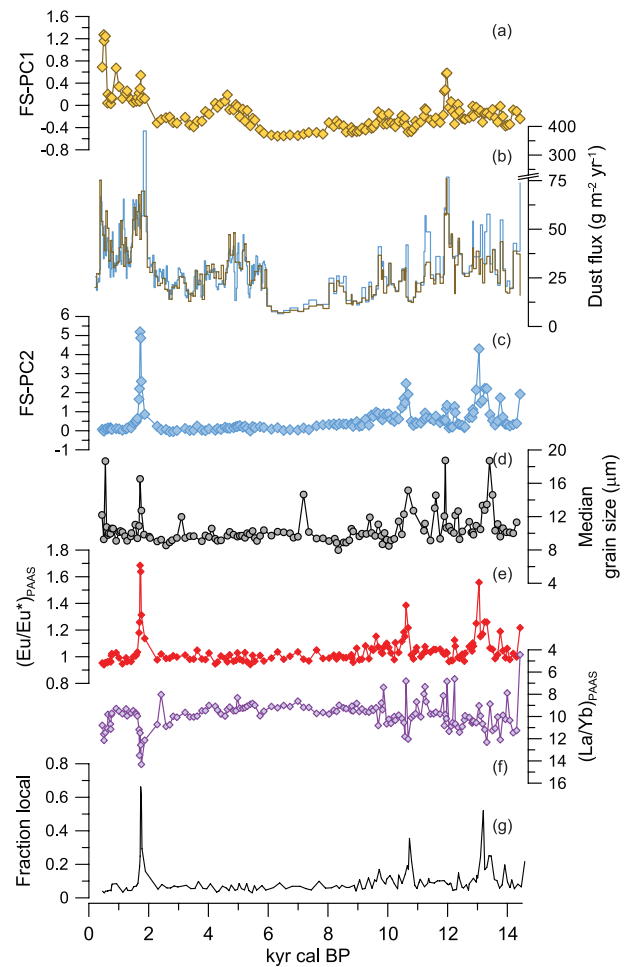 1.6
1.2
0.8
0.4
0
-0.4
-0.8
FS-PC1
(a)
400
300
75
50
25
0
Dust flux (g m⁻² yr⁻¹)
(b)
6
5
4
3
2
1
0
-1
FS-PC2
(c)
20
16
12
8
4
Median
grain size (μm)
(d)
1.8
1.6
1.4
1.2
1
0.8
(Eu/Eu*)PAAS
(e)
4
6
8
10
12
14
16
(La/Yb)PAAS
(f)
0.8
0.6
0.4
0.2
0
Fraction local
(g)
0 2 4 6 8 10 12 14
kyr cal BP